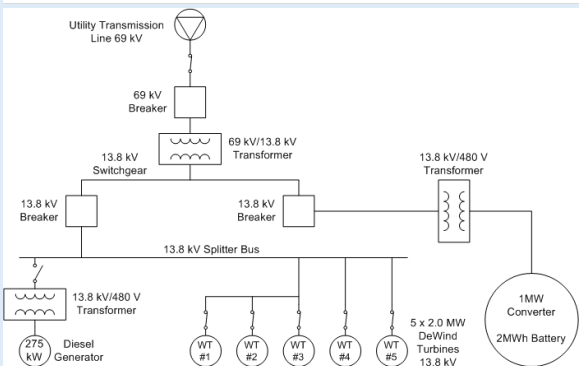 Utility Transmission
Line 69 kV
69 kV
Breaker
69 kV/13.8 kV
Transformer
13.8 kV
Switchgear
13.8 kV/480 V
Transformer
13.8 kV
Breaker
13.8 kV
Breaker
13.8 kV Splitter Bus
13.8 kV/480 V
Transformer
275
kW
Diesel
Generator
WT
#1
WT
#2
WT
#3
WT
#4
WT
#5
5 x 2.0 MW
DeWind
Turbines
13.8 kV
1MW
Converter
2MWh Battery